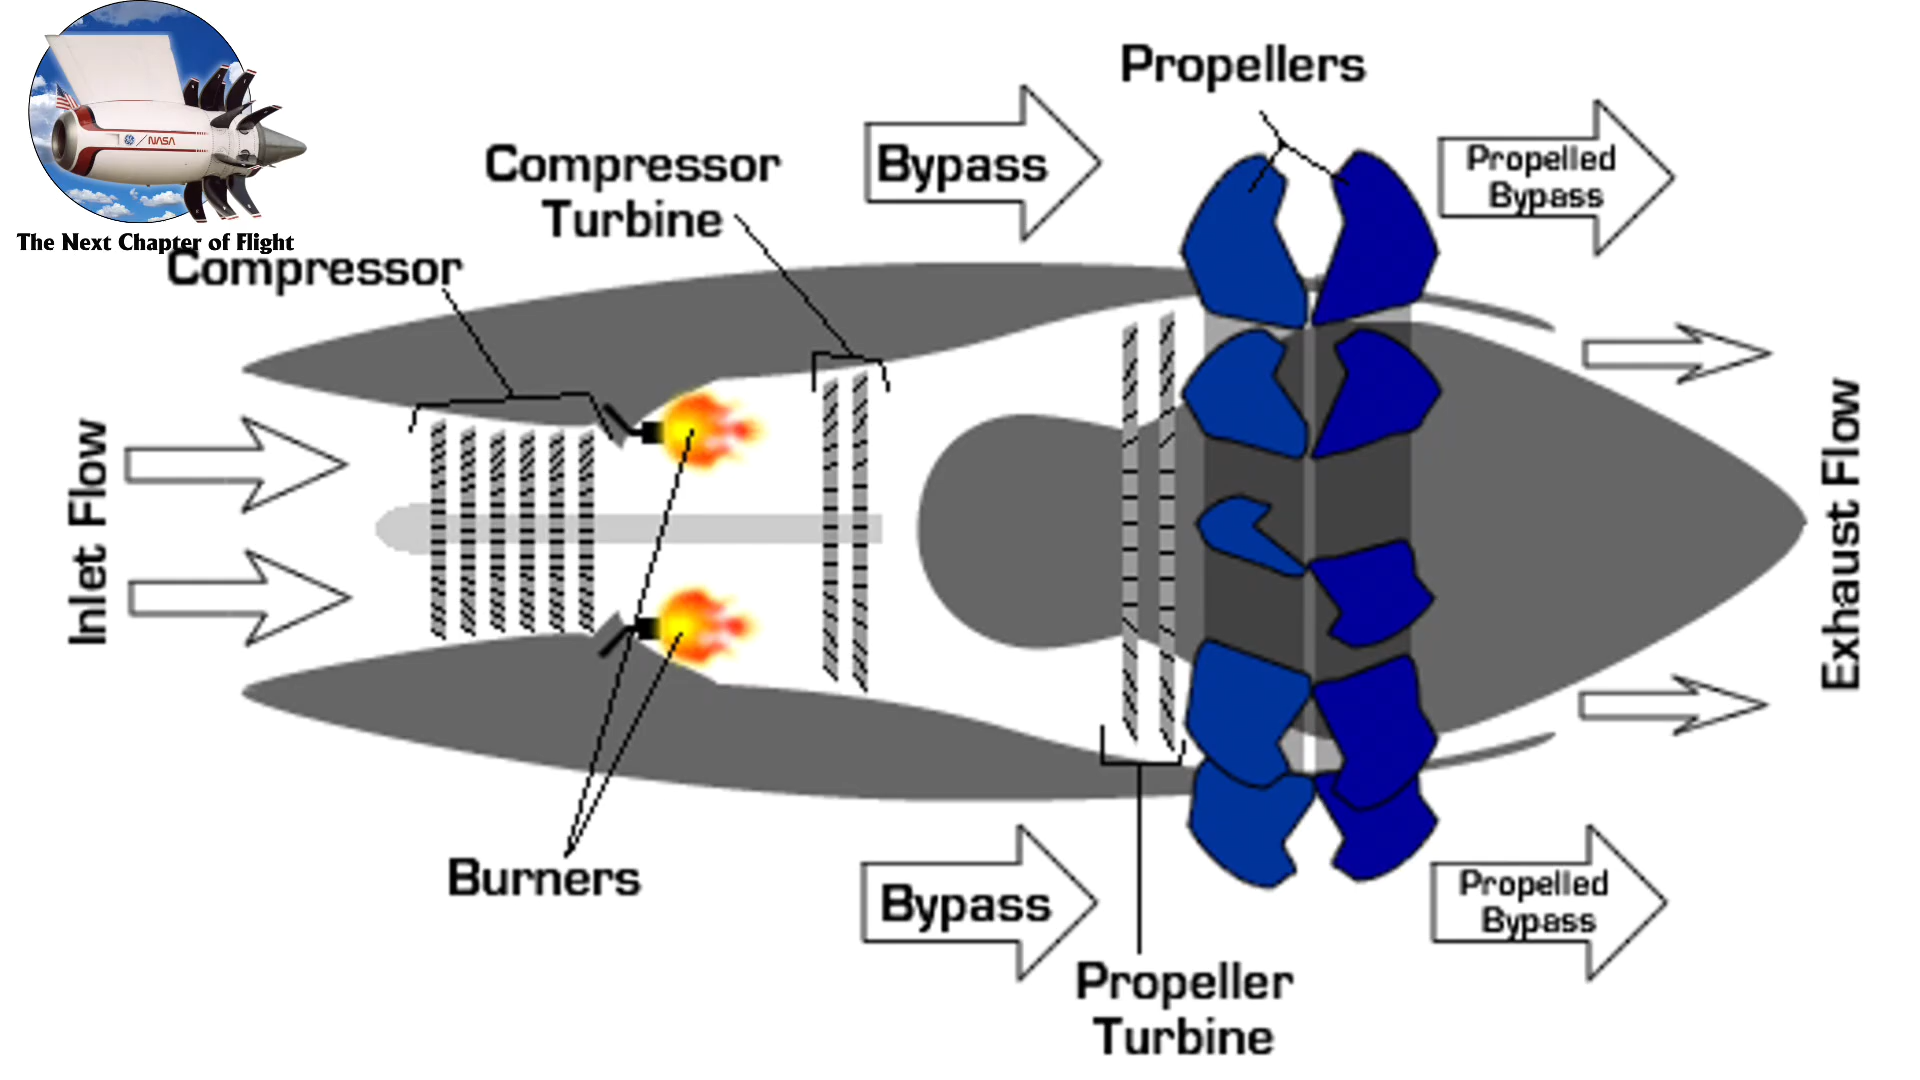 NASA
The Next Chapter of Flight
Propellers
Bypass
Propelled
Bypass
Compressor
Turbine
Compressor
Inlet Flow
Exhaust Flow
Burners
Bypass
Propelled
Bypass
Propeller
Turbine